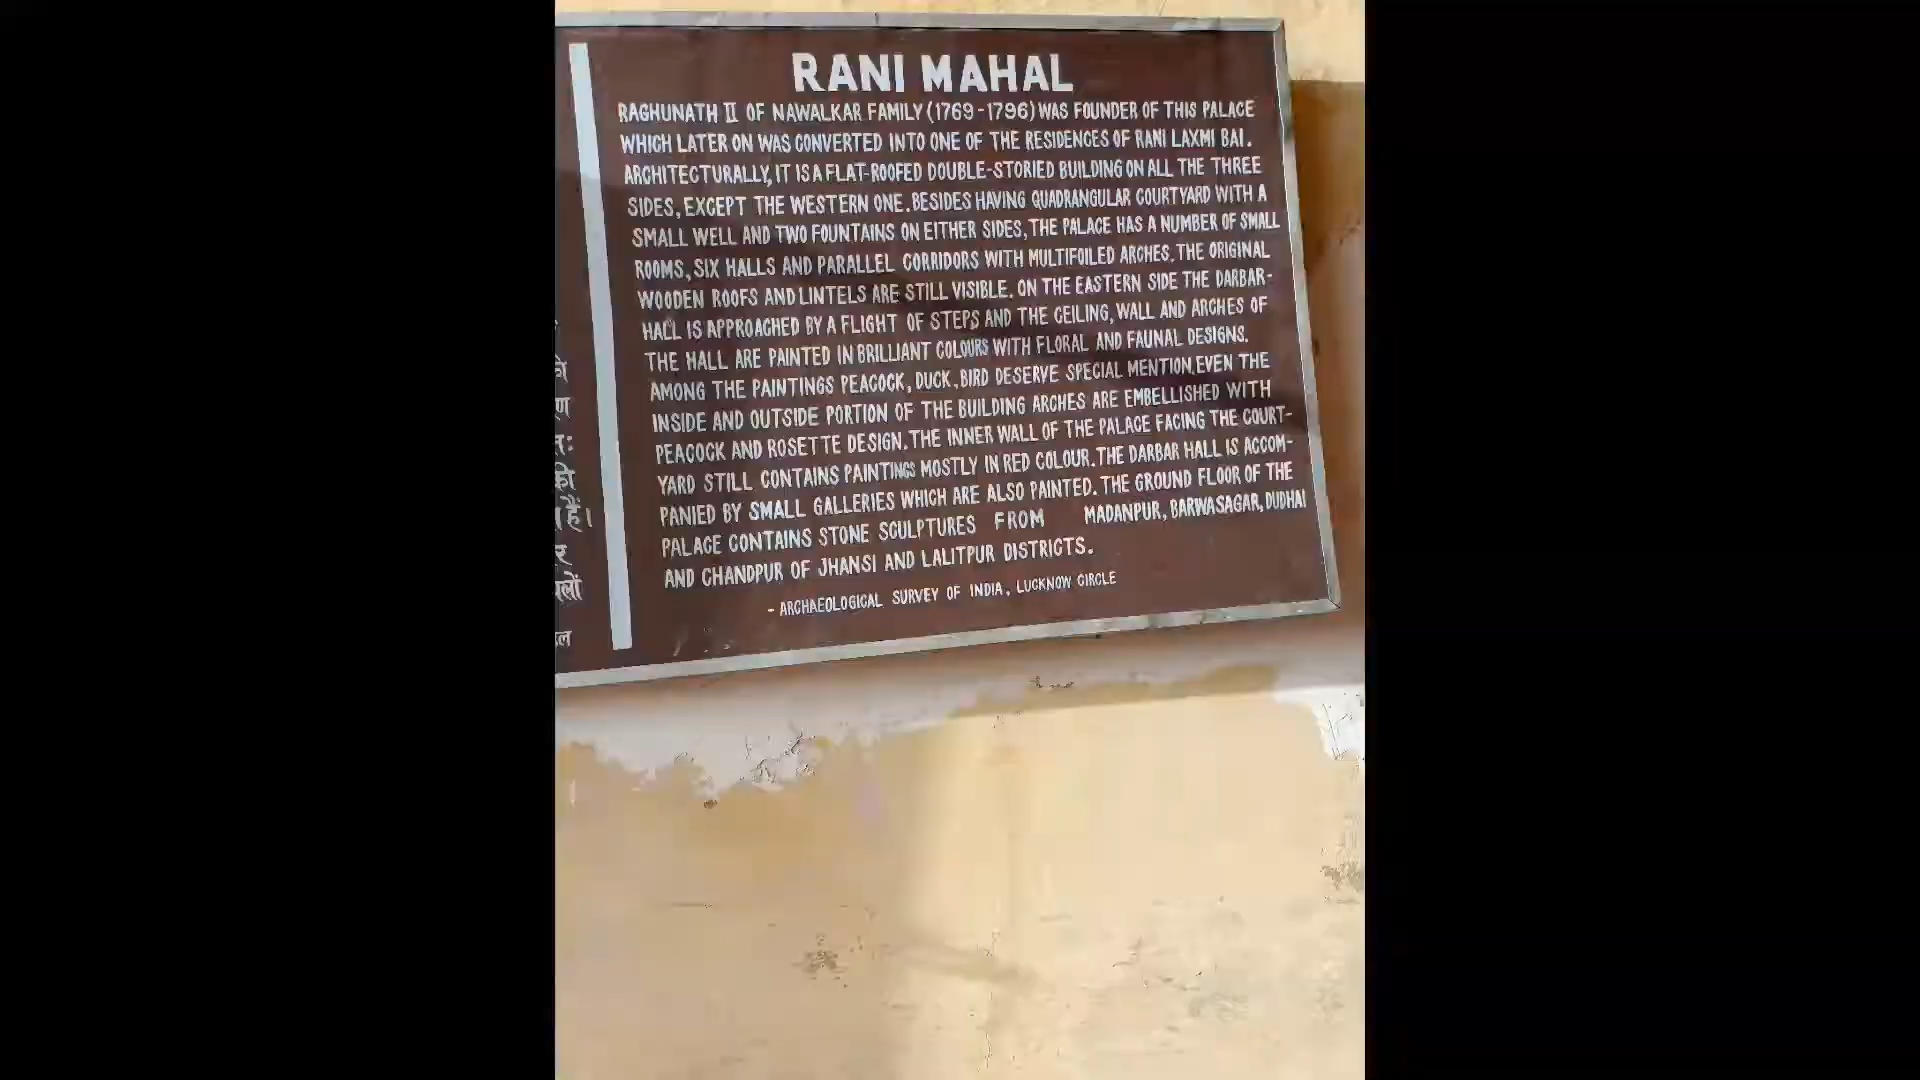 RANI MAHAL
RAGHUNATH II OF NAWALKAR FAMILY (1769-1796) WAS FOUNDER OF THIS PALACE
WHICH LATER ON WAS CONVERTED INTO ONE OF THE RESIDENCES OF RANI LAXMI BAI.
ARCHITECTURALLY, IT IS A FLAT-ROOFED DOUBLE-STORIED BUILDING ON ALL THE THREE
SIDES, EXCEPT THE WESTERN ONE. BESIDES HAVING QUADRANGULAR COURTYARD WITH A
SMALL WELL AND TWO FOUNTAINS ON EITHER SIDES, THE PALACE HAS A NUMBER OF SMALL
ROOMS, SIX HALLS AND PARALLEL CORRIDORS WITH MULTIFOILED ARCHES. THE ORIGINAL
WOODEN ROOFS AND LINTELS ARE STILL VISIBLE. ON THE EASTERN SIDE THE DARBAR-
HALL IS APPROACHED BY A FLIGHT OF STEPS AND THE CEILING, WALL AND ARCHES OF
THE HALL ARE PAINTED IN BRILLIANT COLOURS WITH FLORAL AND FAUNAL DESIGNS.
AMONG THE PAINTINGS PEACOCK, DUCK, BIRD DESERVE SPECIAL MENTION. EVEN THE
INSIDE AND OUTSIDE PORTION OF THE BUILDING ARCHES ARE EMBELLISHED WITH
PEACOCK AND ROSETTE DESIGN. THE INNER WALL OF THE PALACE FACING THE COURT-
YARD STILL CONTAINS PAINTINGS MOSTLY IN RED COLOUR. THE DARBAR HALL IS ACCOM-
PANIED BY SMALL GALLERIES WHICH ARE ALSO PAINTED. THE GROUND FLOOR OF THE
PALACE CONTAINS STONE SCULPTURES FROM MADANPUR, BARWASAGAR, DUDHAI
AND CHANDPUR OF JHANSI AND LALITPUR DISTRICTS.
- ARCHAEOLOGICAL SURVEY OF INDIA, LUCKNOW CIRCLE